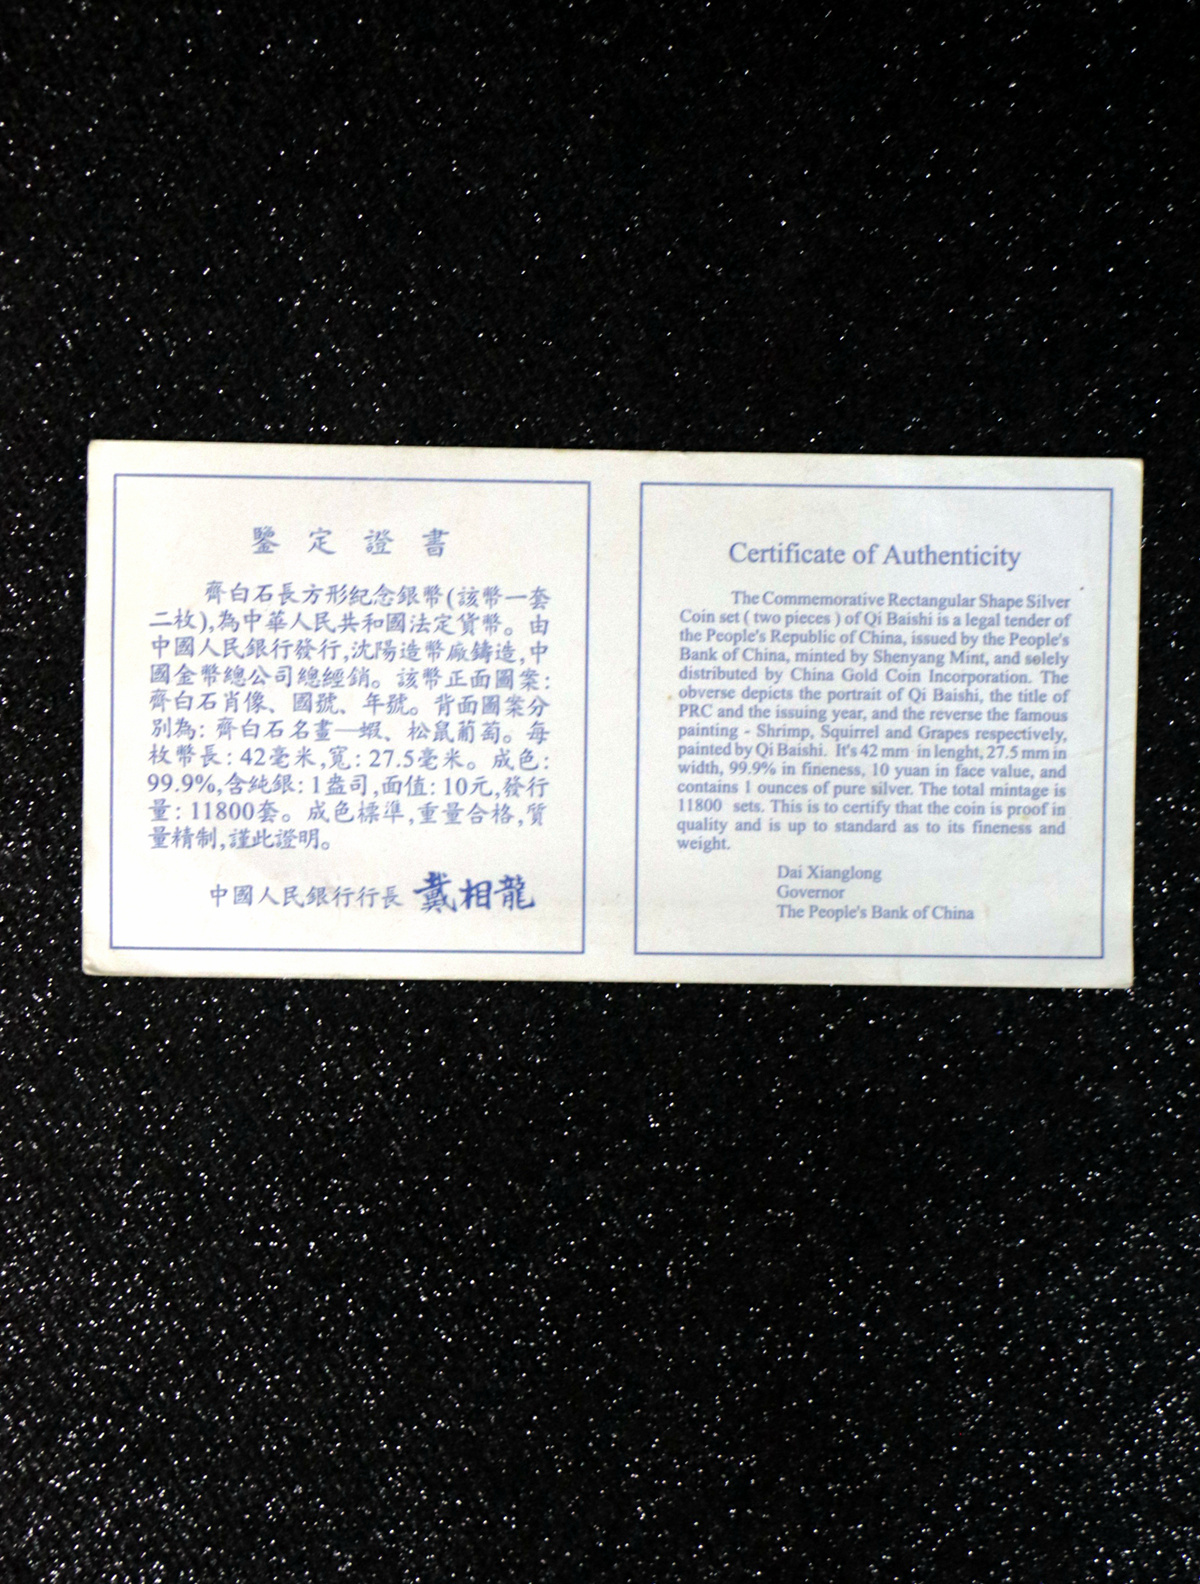 鑒定證書
齊白石長方形紀念銀幣(該幣一套
二枚),為中華人民共和國法定貨幣。由
中國人民銀行發行,沈陽造幣廠鑄造,中
國金幣總公司總經銷。該幣正面圖案:
齊白石肖像、國號、年號。背面圖案分
別為:齊白石名畫—蝦、松鼠葡萄。每
枚幣長:42毫米,寬:27.5毫米。成色:
99.9%,含純銀:1盎司,面值:10元,發行
量:11800套。成色標準,重量合格,質
量精制,謹此證明。
中國人民銀行行長 戴相龍
Certificate of Authenticity
The Commemorative Rectangular Shape Silver
Coin set ( two pieces ) of Qi Baishi is a legal tender of
the People's Republic of China, issued by the People's
Bank of China, minted by Shenyang Mint, and solely
distributed by China Gold Coin Incorporation. The
obverse depicts the portrait of Qi Baishi, the title of
PRC and the issuing year, and the reverse the famous
painting - Shrimp, Squirrel and Grapes respectively,
painted by Qi Baishi. It's 42 mm in lenght, 27.5 mm in
width, 99.9% in fineness, 10 yuan in face value, and
contains 1 ounces of pure silver. The total mintage is
11800 sets. This is to certify that the coin is proof in
quality and is up to standard as to its fineness and
weight.
Dai Xianglong
Governor
The People's Bank of China